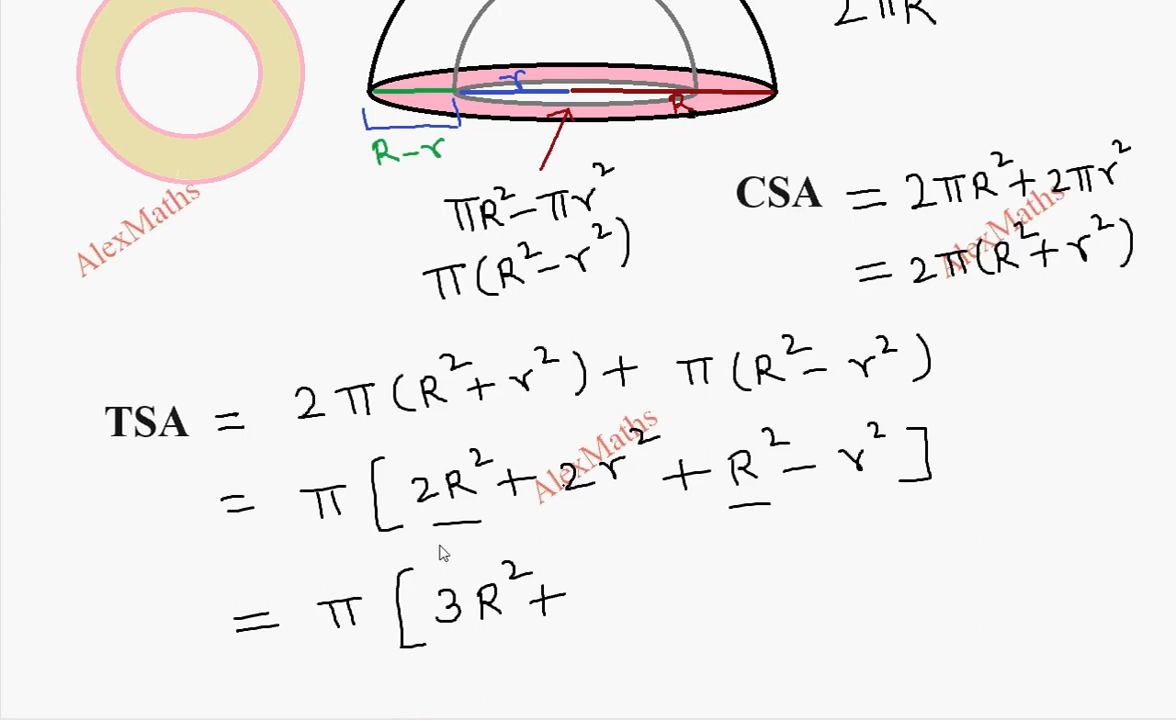 2πR
r
R
R-r
AlexMaths
πR²-πr²
π(R²-r²)
CSA = 2πR²+2πr²
AlexMaths
= 2π(R²+r²)
TSA = 2π(R²+r²)+ π(R²-r²)
AlexMaths
= π[2R²+2r²+R²-r²]
= π[3R²+